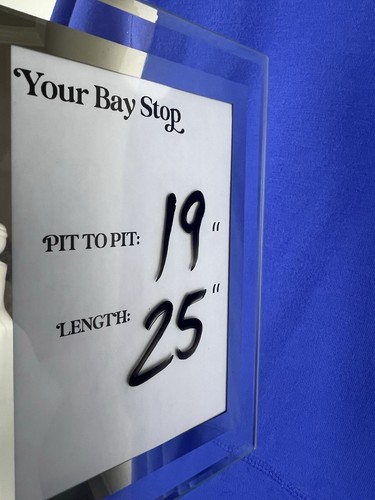 Your Bay Stop
PIT TO PIT: 19"
LENGTH: 25"